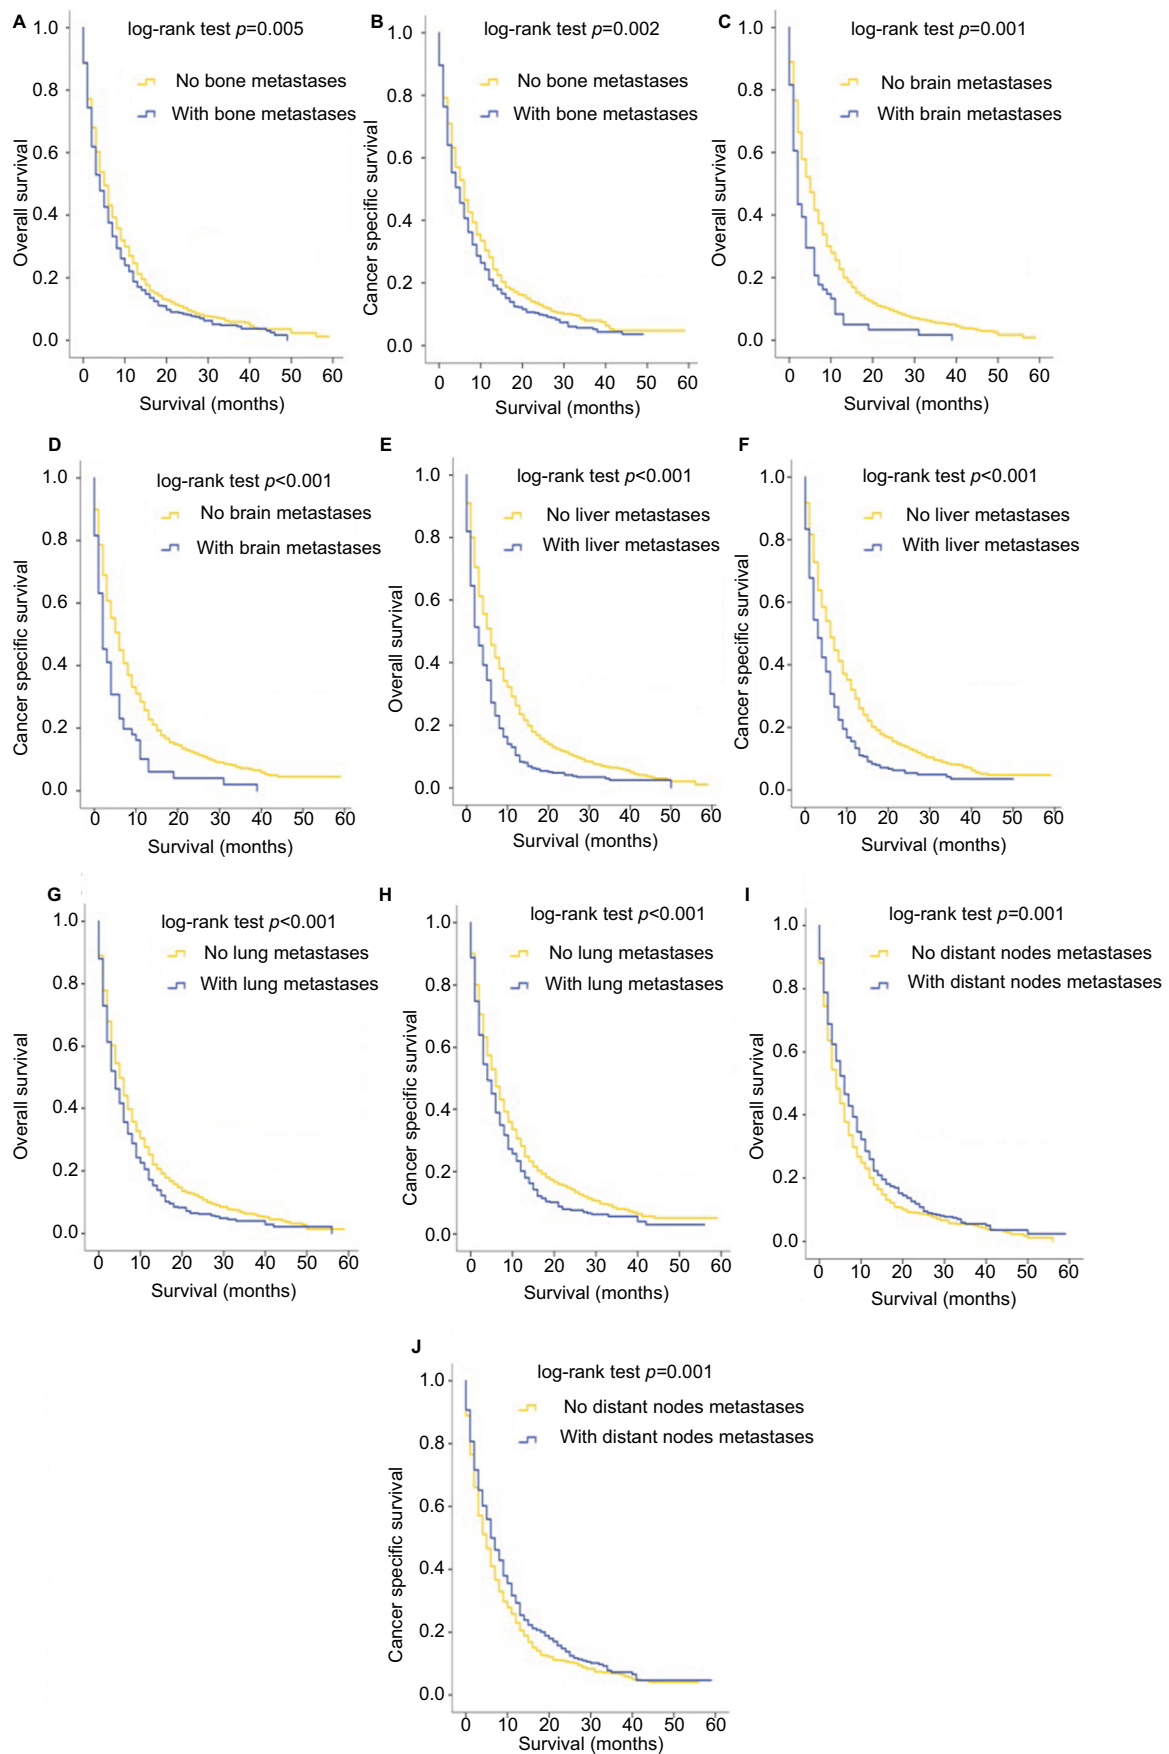 A
log-rank test p=0.005
No bone metastases
With bone metastases
Overall survival
1.0
0.8
0.6
0.4
0.2
0.0
0 10 20 30 40 50 60
Survival (months)
B
log-rank test p=0.002
No bone metastases
With bone metastases
Cancer specific survival
1.0
0.8
0.6
0.4
0.2
0.0
0 10 20 30 40 50 60
Survival (months)
C
log-rank test p=0.001
No brain metastases
With brain metastases
Overall survival
1.0
0.8
0.6
0.4
0.2
0.0
0 10 20 30 40 50 60
Survival (months)
D
log-rank test p<0.001
No brain metastases
With brain metastases
Cancer specific survival
1.0
0.8
0.6
0.4
0.2
0.0
0 10 20 30 40 50 60
Survival (months)
E
log-rank test p<0.001
No liver metastases
With liver metastases
Overall survival
1.0
0.8
0.6
0.4
0.2
0.0
0 10 20 30 40 50 60
Survival (months)
F
log-rank test p<0.001
No liver metastases
With liver metastases
Cancer specific survival
1.0
0.8
0.6
0.4
0.2
0.0
0 10 20 30 40 50 60
Survival (months)
G
log-rank test p<0.001
No lung metastases
With lung metastases
Overall survival
1.0
0.8
0.6
0.4
0.2
0.0
0 10 20 30 40 50 60
Survival (months)
H
log-rank test p<0.001
No lung metastases
With lung metastases
Cancer specific survival
1.0
0.8
0.6
0.4
0.2
0.0
0 10 20 30 40 50 60
Survival (months)
I
log-rank test p=0.001
No distant nodes metastases
With distant nodes metastases
Overall survival
1.0
0.8
0.6
0.4
0.2
0.0
0 10 20 30 40 50 60
Survival (months)
J
log-rank test p=0.001
No distant nodes metastases
With distant nodes metastases
Cancer specific survival
1.0
0.8
0.6
0.4
0.2
0.0
0 10 20 30 40 50 60
Survival (months)